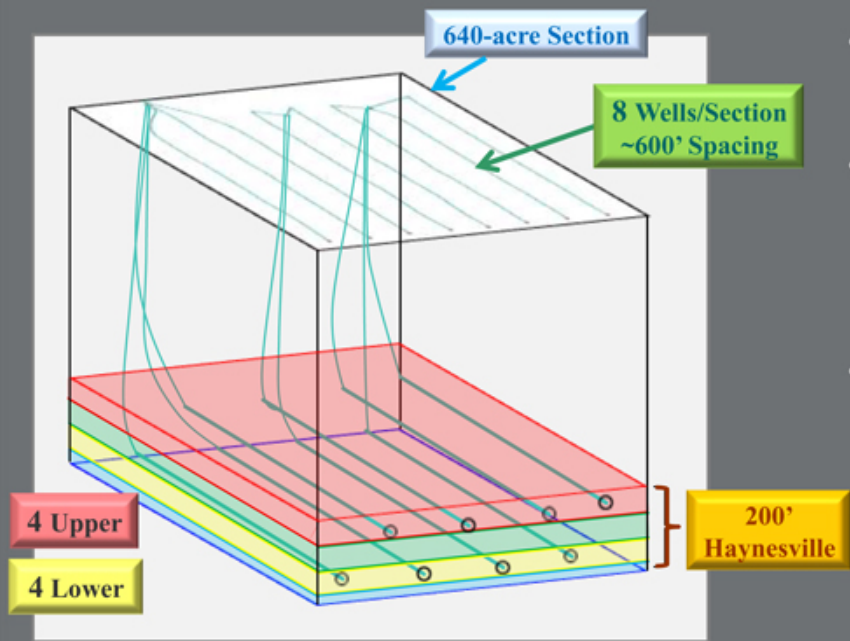 640-acre Section
8 Wells/Section
~600’ Spacing
4 Upper
4 Lower
200’
Haynesville